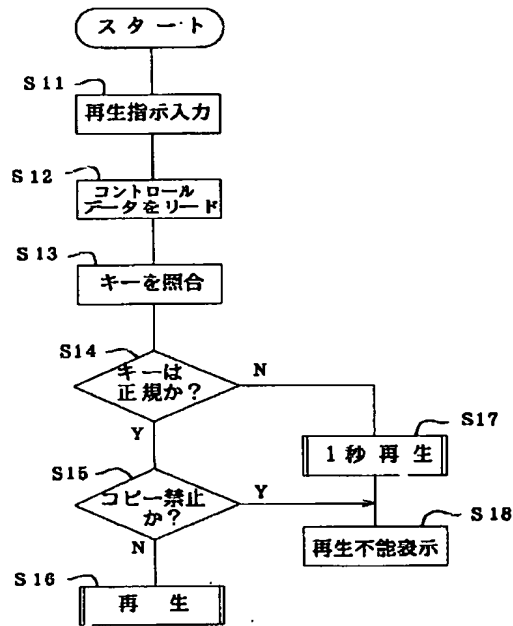 スタート
S11
再生指示入力
S12
コントロール
データをリード
S13
キーを照合
S14
キーは
正規か?
N
Y
S17
1秒再生
S15
コピー禁止
か?
Y
N
S18
再生不能表示
S16
再生